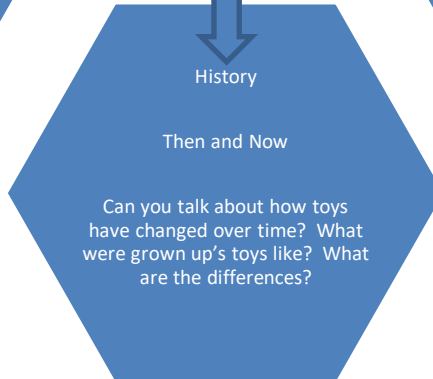 History
Then and Now
Can you talk about how toys
have changed over time?  What
were grown up’s toys like?  What
are the differences?